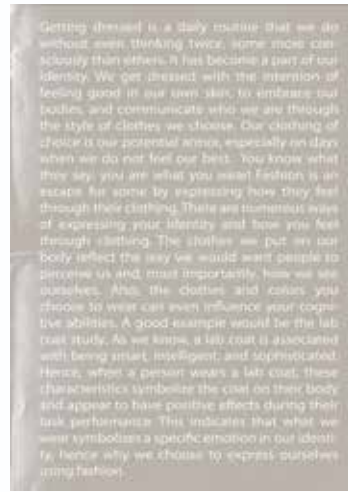 Getting dressed is a daily routine that we do
without even thinking twice, some more con-
sciously than others. It has become a part of our
identity. We get dressed with the intention of
feeling good in our own skin, to embrace our
bodies, and communicate who we are through
the style of clothes we choose. Our clothing of
choice is our potential armor, especially on days
when we do not feel our best. You know what
they say: you are what you wear! Fashion is an
escape for some by expressing how they feel
through their clothing. There are numerous ways
of expressing your identity and how you feel
through clothing. The clothes we put on our
body reflect the way we would want people to
perceive us and, most importantly, how we see
ourselves. Also, the clothes and colors you
choose to wear can even influence your cogni-
tive abilities. A good example would be the lab
coat study. As we know, a lab coat is associated
with being smart, intelligent, and sophisticated.
Hence, when a person wears a lab coat, these
characteristics symbolize the coat on their body
and appear to have positive effects during their
task performance. This indicates that what we
wear symbolizes a specific emotion in our identi-
ty, hence why we choose to express ourselves
using fashion.